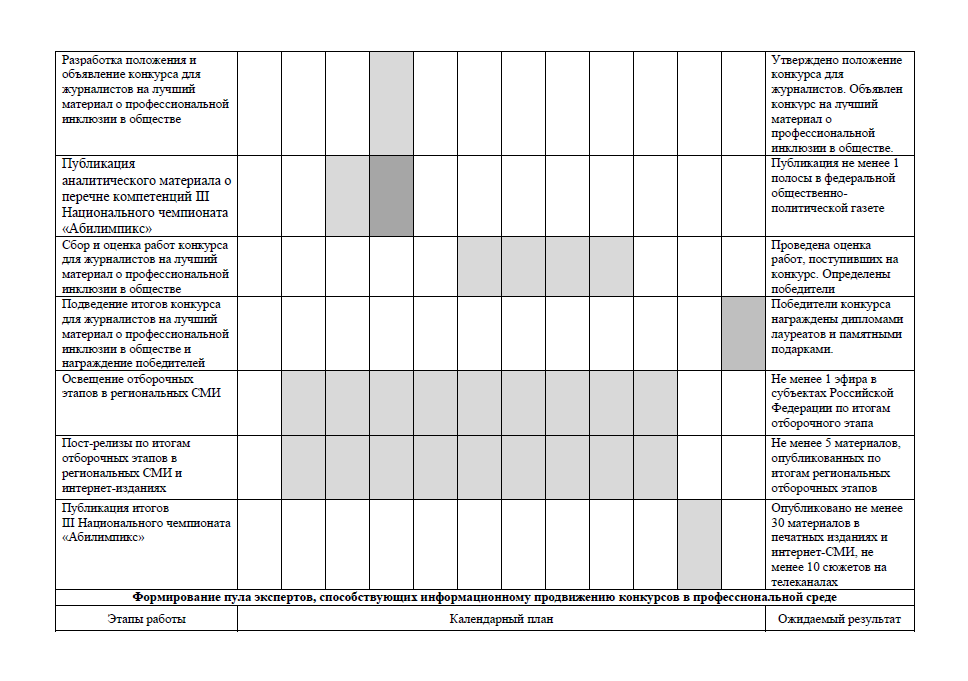 Разработка положения и
объявление конкурса для
журналистов на лучший
материал о профессиональной
инклюзии в обществе
Утверждено положение
конкурса для
журналистов. Объявлен
конкурс на лучший
материал о
профессиональной
инклюзии в обществе.
Публикация
аналитического материала о
перечне компетенций III
Национального чемпионата
«Абилимпикс»
Публикация не менее 1
полосы в федеральной
общественно-
политической газете
Сбор и оценка работ конкурса
для журналистов на лучший
материал о профессиональной
инклюзии в обществе
Проведена оценка
работ, поступивших на
конкурс. Определены
победители
Подведение итогов конкурса
для журналистов на лучший
материал о профессиональной
инклюзии в обществе и
награждение победителей
Победители конкурса
награждены дипломами
лауреатов и памятными
подарками.
Освещение отборочных
этапов в региональных СМИ
Не менее 1 эфира в
субъектах Российской
Федерации по итогам
отборочного этапа
Пост-релизы по итогам
отборочных этапов в
региональных СМИ и
интернет-изданиях
Не менее 5 материалов,
опубликованных по
итогам региональных
отборочных этапов
Публикация итогов
III Национального чемпионата
«Абилимпикс»
Опубликовано не менее
30 материалов в
печатных изданиях и
интернет-СМИ, не
менее 10 сюжетов на
телеканалах
Формирование пула экспертов, способствующих информационному продвижению конкурсов в профессиональной среде
Этапы работы
Календарный план
Ожидаемый результат